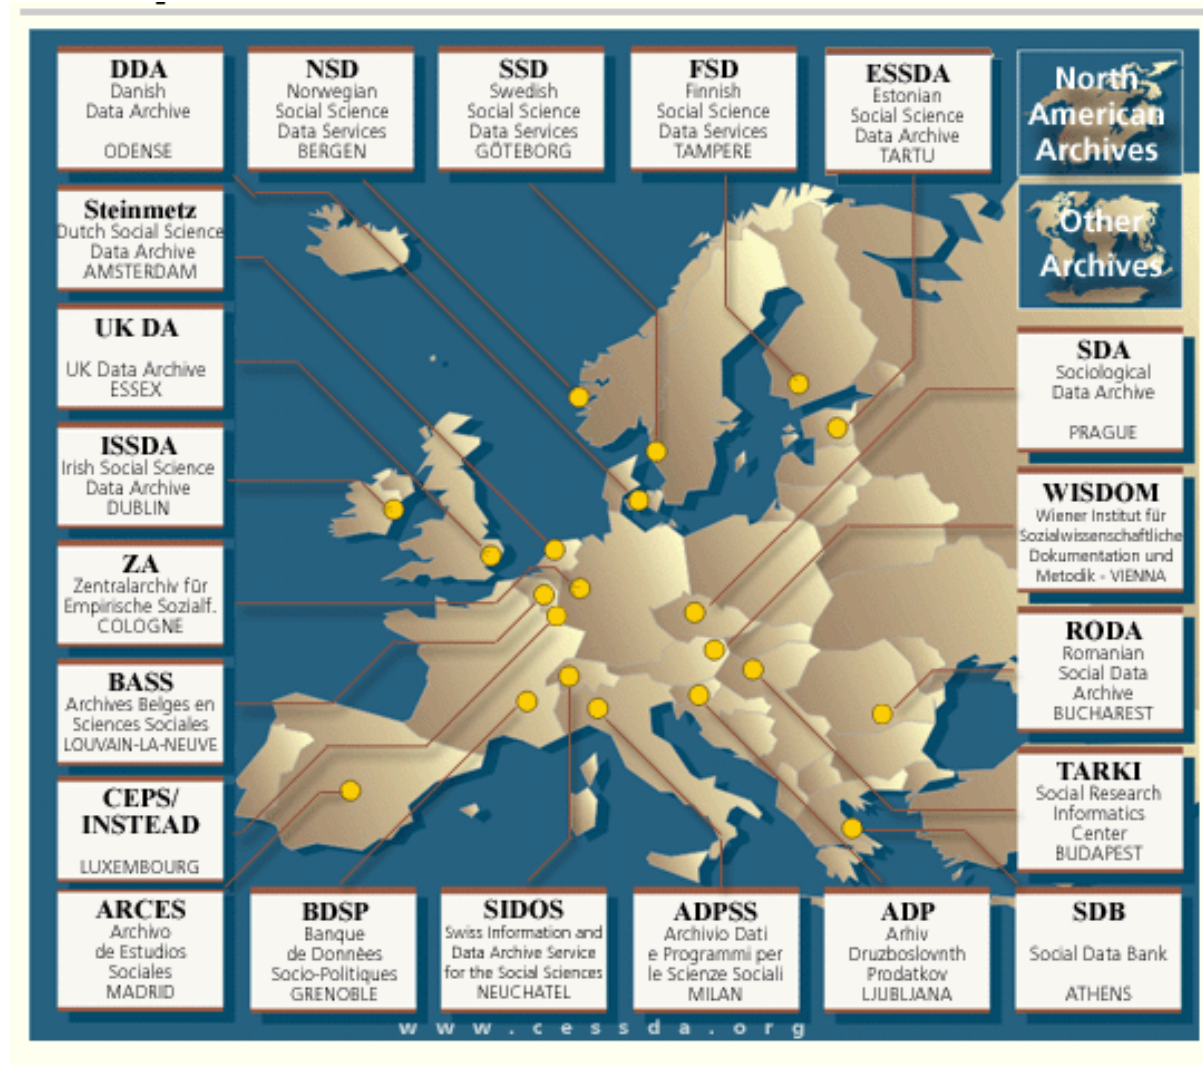 DDA
Danish
Data Archive
ODENSE
NSD
Norwegian
Social Science
Data Services
BERGEN
SSD
Swedish
Social Science
Data Services
GÖTEBORG
FSD
Finnish
Social Science
Data Services
TAMPERE
ESSDA
Estonian
Social Science
Data Archive
TARTU
North
American
Archives
Other
Archives
Steinmetz
Dutch Social Science
Data Archive
AMSTERDAM
UK DA
UK Data Archive
ESSEX
ISSDA
Irish Social Science
Data Archive
DUBLIN
ZA
Zentralarchiv für
Empirische Sozialf.
COLOGNE
BASS
Archives Belges en
Sciences Sociales
LOUVAIN-LA-NEUVE
CEPS/
INSTEAD
LUXEMBOURG
SDA
Sociological
Data Archive
PRAGUE
WISDOM
Wiener Institut für
Sozialwissenschaftliche
Dokumentation und
Metodik - VIENNA
RODA
Romanian
Social Data
Archive
BUCHAREST
TARKI
Social Research
Informatics
Center
BUDAPEST
ARCES
Archivo
de Estudios
Sociales
MADRID
BDSP
Banque
de Donnèes
Socio-Politiques
GRENOBLE
SIDOS
Swiss Information and
Data Archive Service
for the Social Sciences
NEUCHATEL
ADPSS
Archivio Dati
e Programmi per
le Scienze Sociali
MILAN
ADP
Arhiv
Druzboslovnth
Prodatkov
LJUBLJANA
SDB
Social Data Bank
ATHENS
www.cessda.org